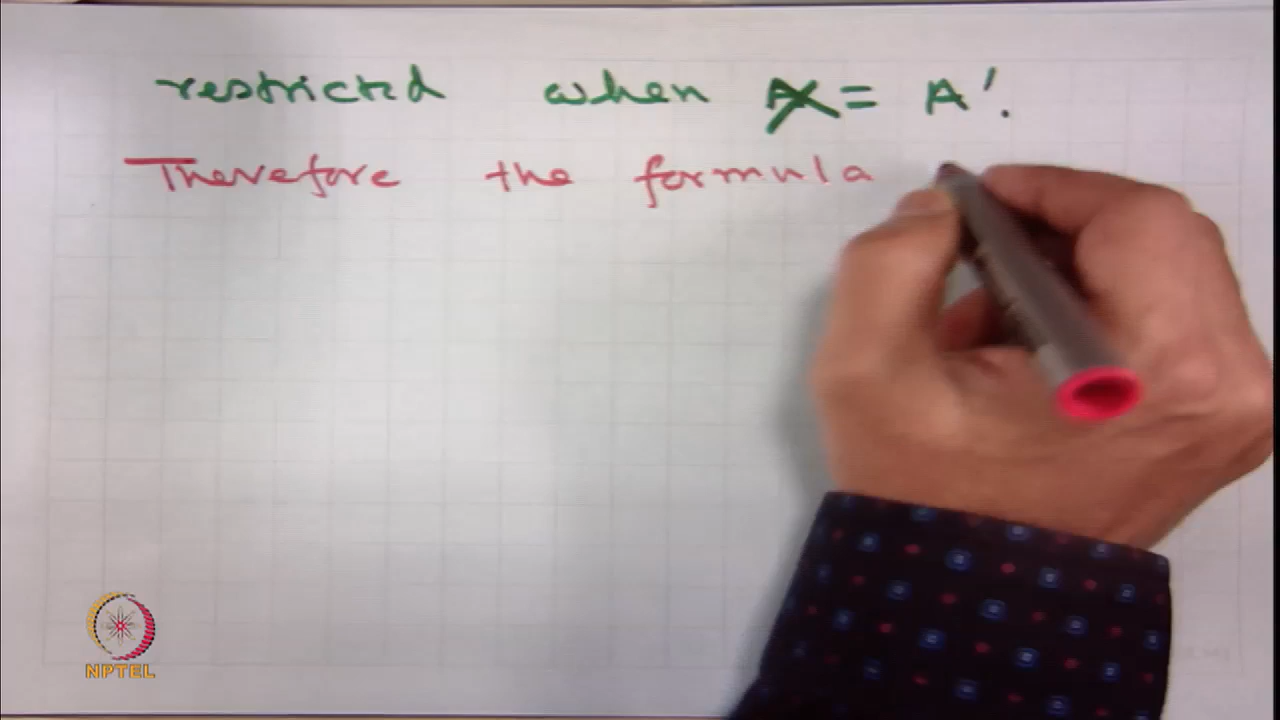 restricted when A = A'.
Therefore the formula
NPTEL